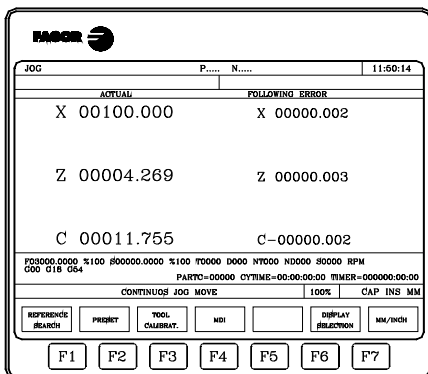 FAGOR
JOG P..... N..... 11:50:14
ACTUAL FOLLOWING ERROR
X 00100.000 X 00000.002
Z 00004.269 Z 00000.003
C 00011.755 C-00000.002
F03000.0000 %100 S00000.0000 %100 T0000 D000 NT000 ND000 S0000 RPM
G00 G18 G54
PARTC=00000 CYTIME=00:00:00:00 TIMER=000000:00:00
CONTINUOS JOG MOVE 100% CAP INS MM
REFERENCE SEARCH PRESET TOOL CALIBRAT. MDI DISPLAY SELECTION MM/INCH
F1 F2 F3 F4 F5 F6 F7